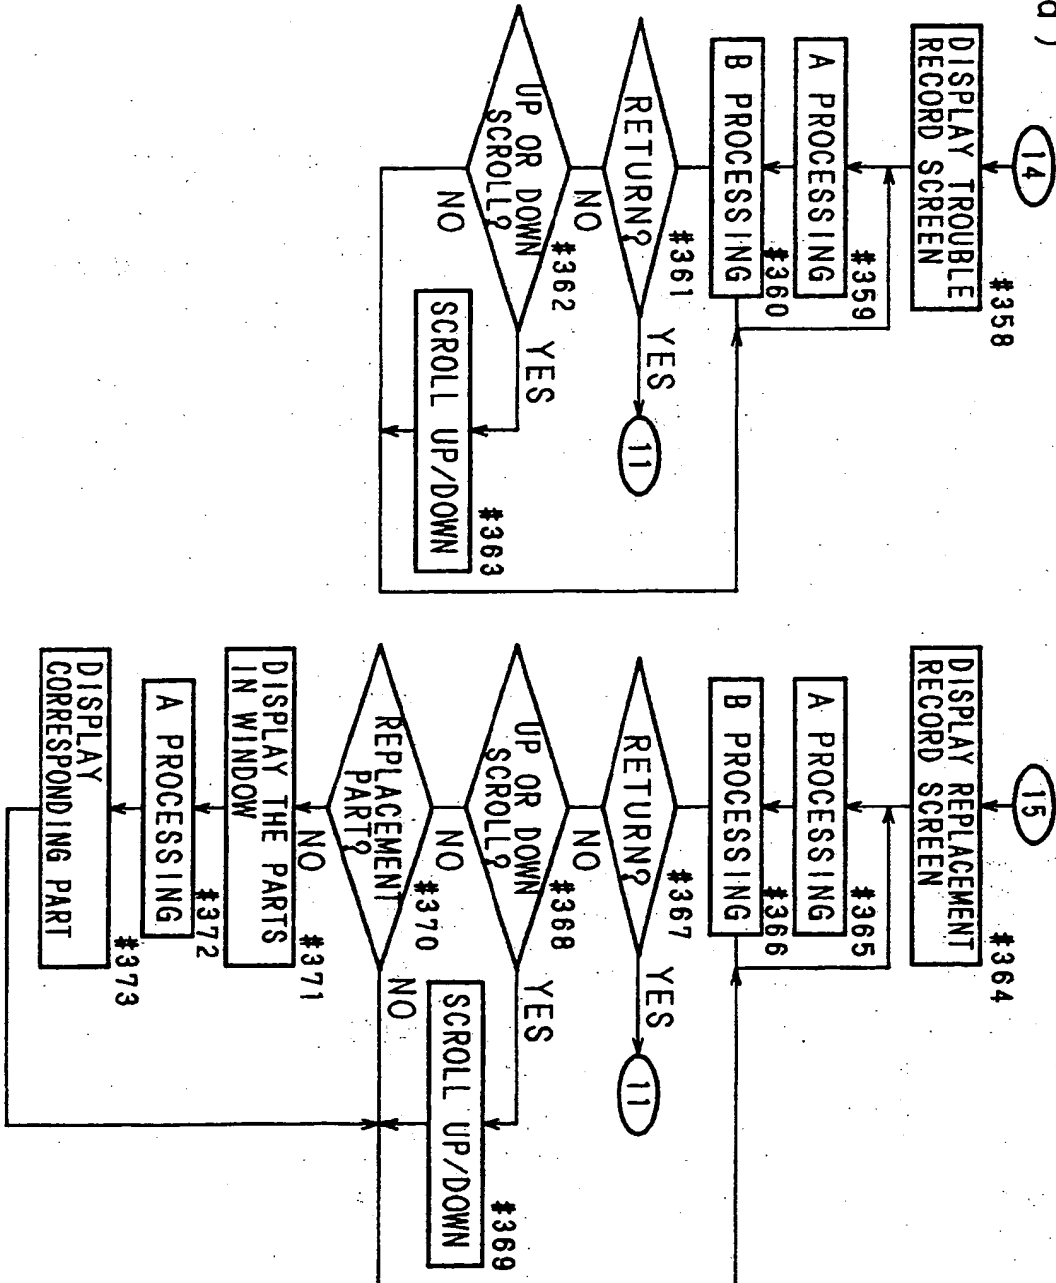 d)
14
DISPLAY TROUBLE
RECORD SCREEN
#358
A PROCESSING
#359
B PROCESSING
#360
RETURN?
#361
YES
11
NO
UP OR DOWN
SCROLL?
#362
YES
NO
SCROLL UP/DOWN
#363
15
DISPLAY REPLACEMENT
RECORD SCREEN
#364
A PROCESSING
#365
B PROCESSING
#366
RETURN?
#367
YES
11
NO
UP OR DOWN
SCROLL?
#368
YES
NO
SCROLL UP/DOWN
#369
REPLACEMENT
PART?
#370
NO
NO
DISPLAY THE PARTS
IN WINDOW
#371
A PROCESSING
#372
DISPLAY
CORRESPONDING PART
#373